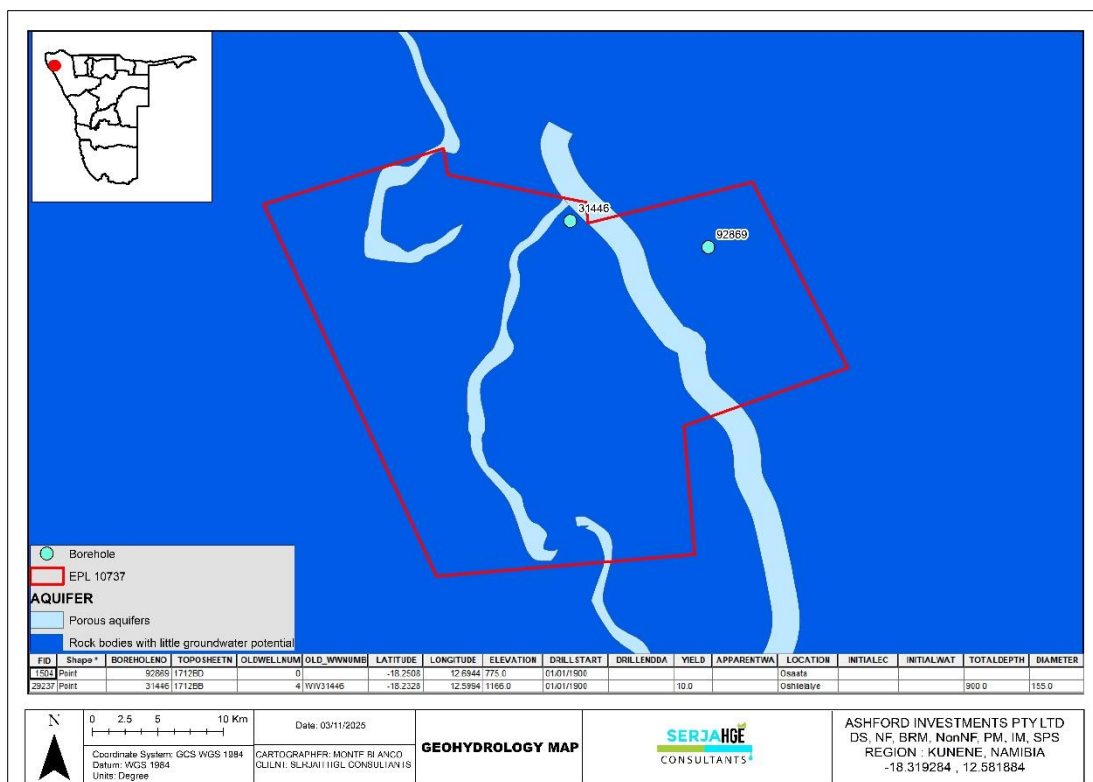 31446
92869
Borehole
EPL 10737
AQUIFER
Porous aquifers
Rock bodies with little groundwater potential
FID Shape * BOREHOLENO TOPOSHEETN OLDWELLNUM OLD_WWNUMB LATITUDE LONGITUDE ELEVATION DRILLSTART DRILLENDDA YIELD APPARENTWA LOCATION INITIALEC INITIALWAT TOTALDEPTH DIAMETER
1504 Point 92869 1712BD 0 -18.2508 12.6944 775.0 01/01/1900 Osaata
29237 Point 31446 1712BB 4 WW31446 -18.2328 12.5994 1166.0 01/01/1900 10.0 900.0 155.0
N
0 2.5 5 10 Km
Coordinate System: GCS WGS 1984
Datum: WGS 1984
Units: Degree
Date: 03/11/2025
CARTOGRAPHER: MONTE BLANCO
CLIENT: SERJA HGE CONSULTANTS
GEOHYDROLOGY MAP
SERJAHGE
CONSULTANTS
ASHFORD INVESTMENTS PTY LTD
DS, NF, BRM, NonNF, PM, IM, SPS
REGION : KUNENE, NAMIBIA
-18.319284 , 12.581884